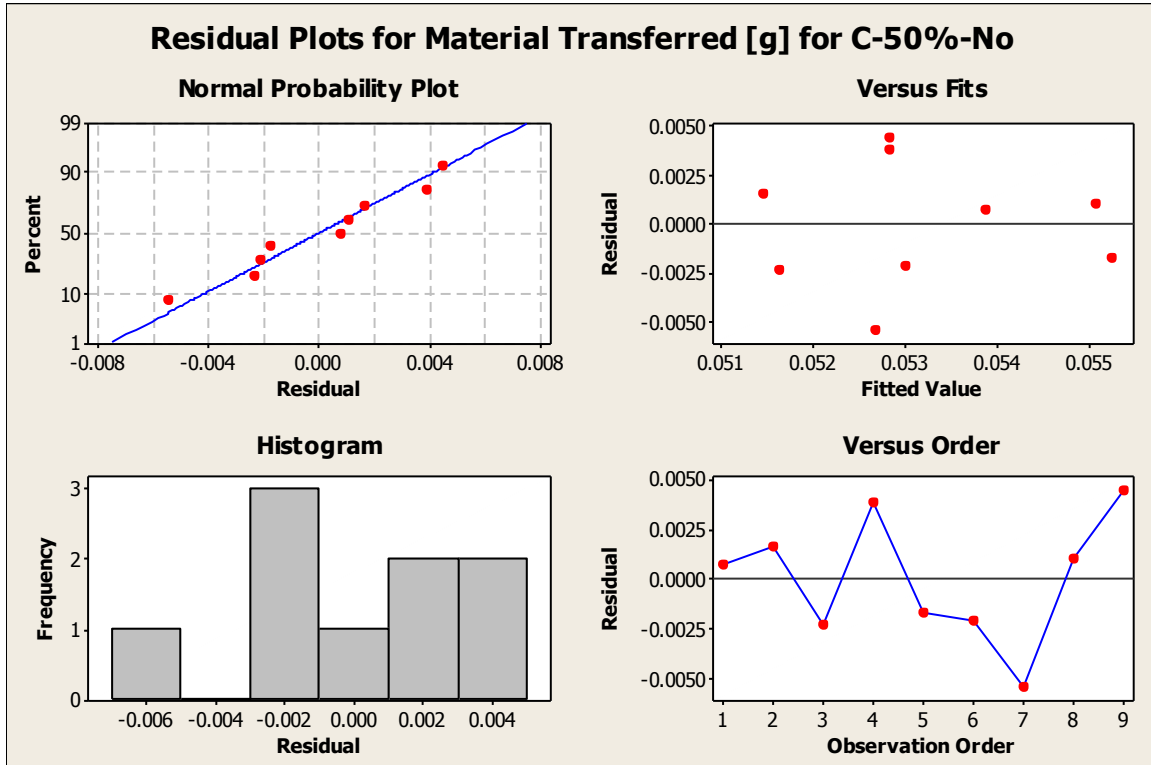 Residual Plots for Material Transferred [g] for C-50%-No
Normal Probability Plot
99
90
50
10
1
Percent
-0.008 -0.004 0.000 0.004 0.008
Residual
Versus Fits
0.0050
0.0025
0.0000
-0.0025
-0.0050
Residual
0.051 0.052 0.053 0.054 0.055
Fitted Value
Histogram
3
2
1
0
Frequency
-0.006 -0.004 -0.002 0.000 0.002 0.004
Residual
Versus Order
0.0050
0.0025
0.0000
-0.0025
-0.0050
Residual
1 2 3 4 5 6 7 8 9
Observation Order